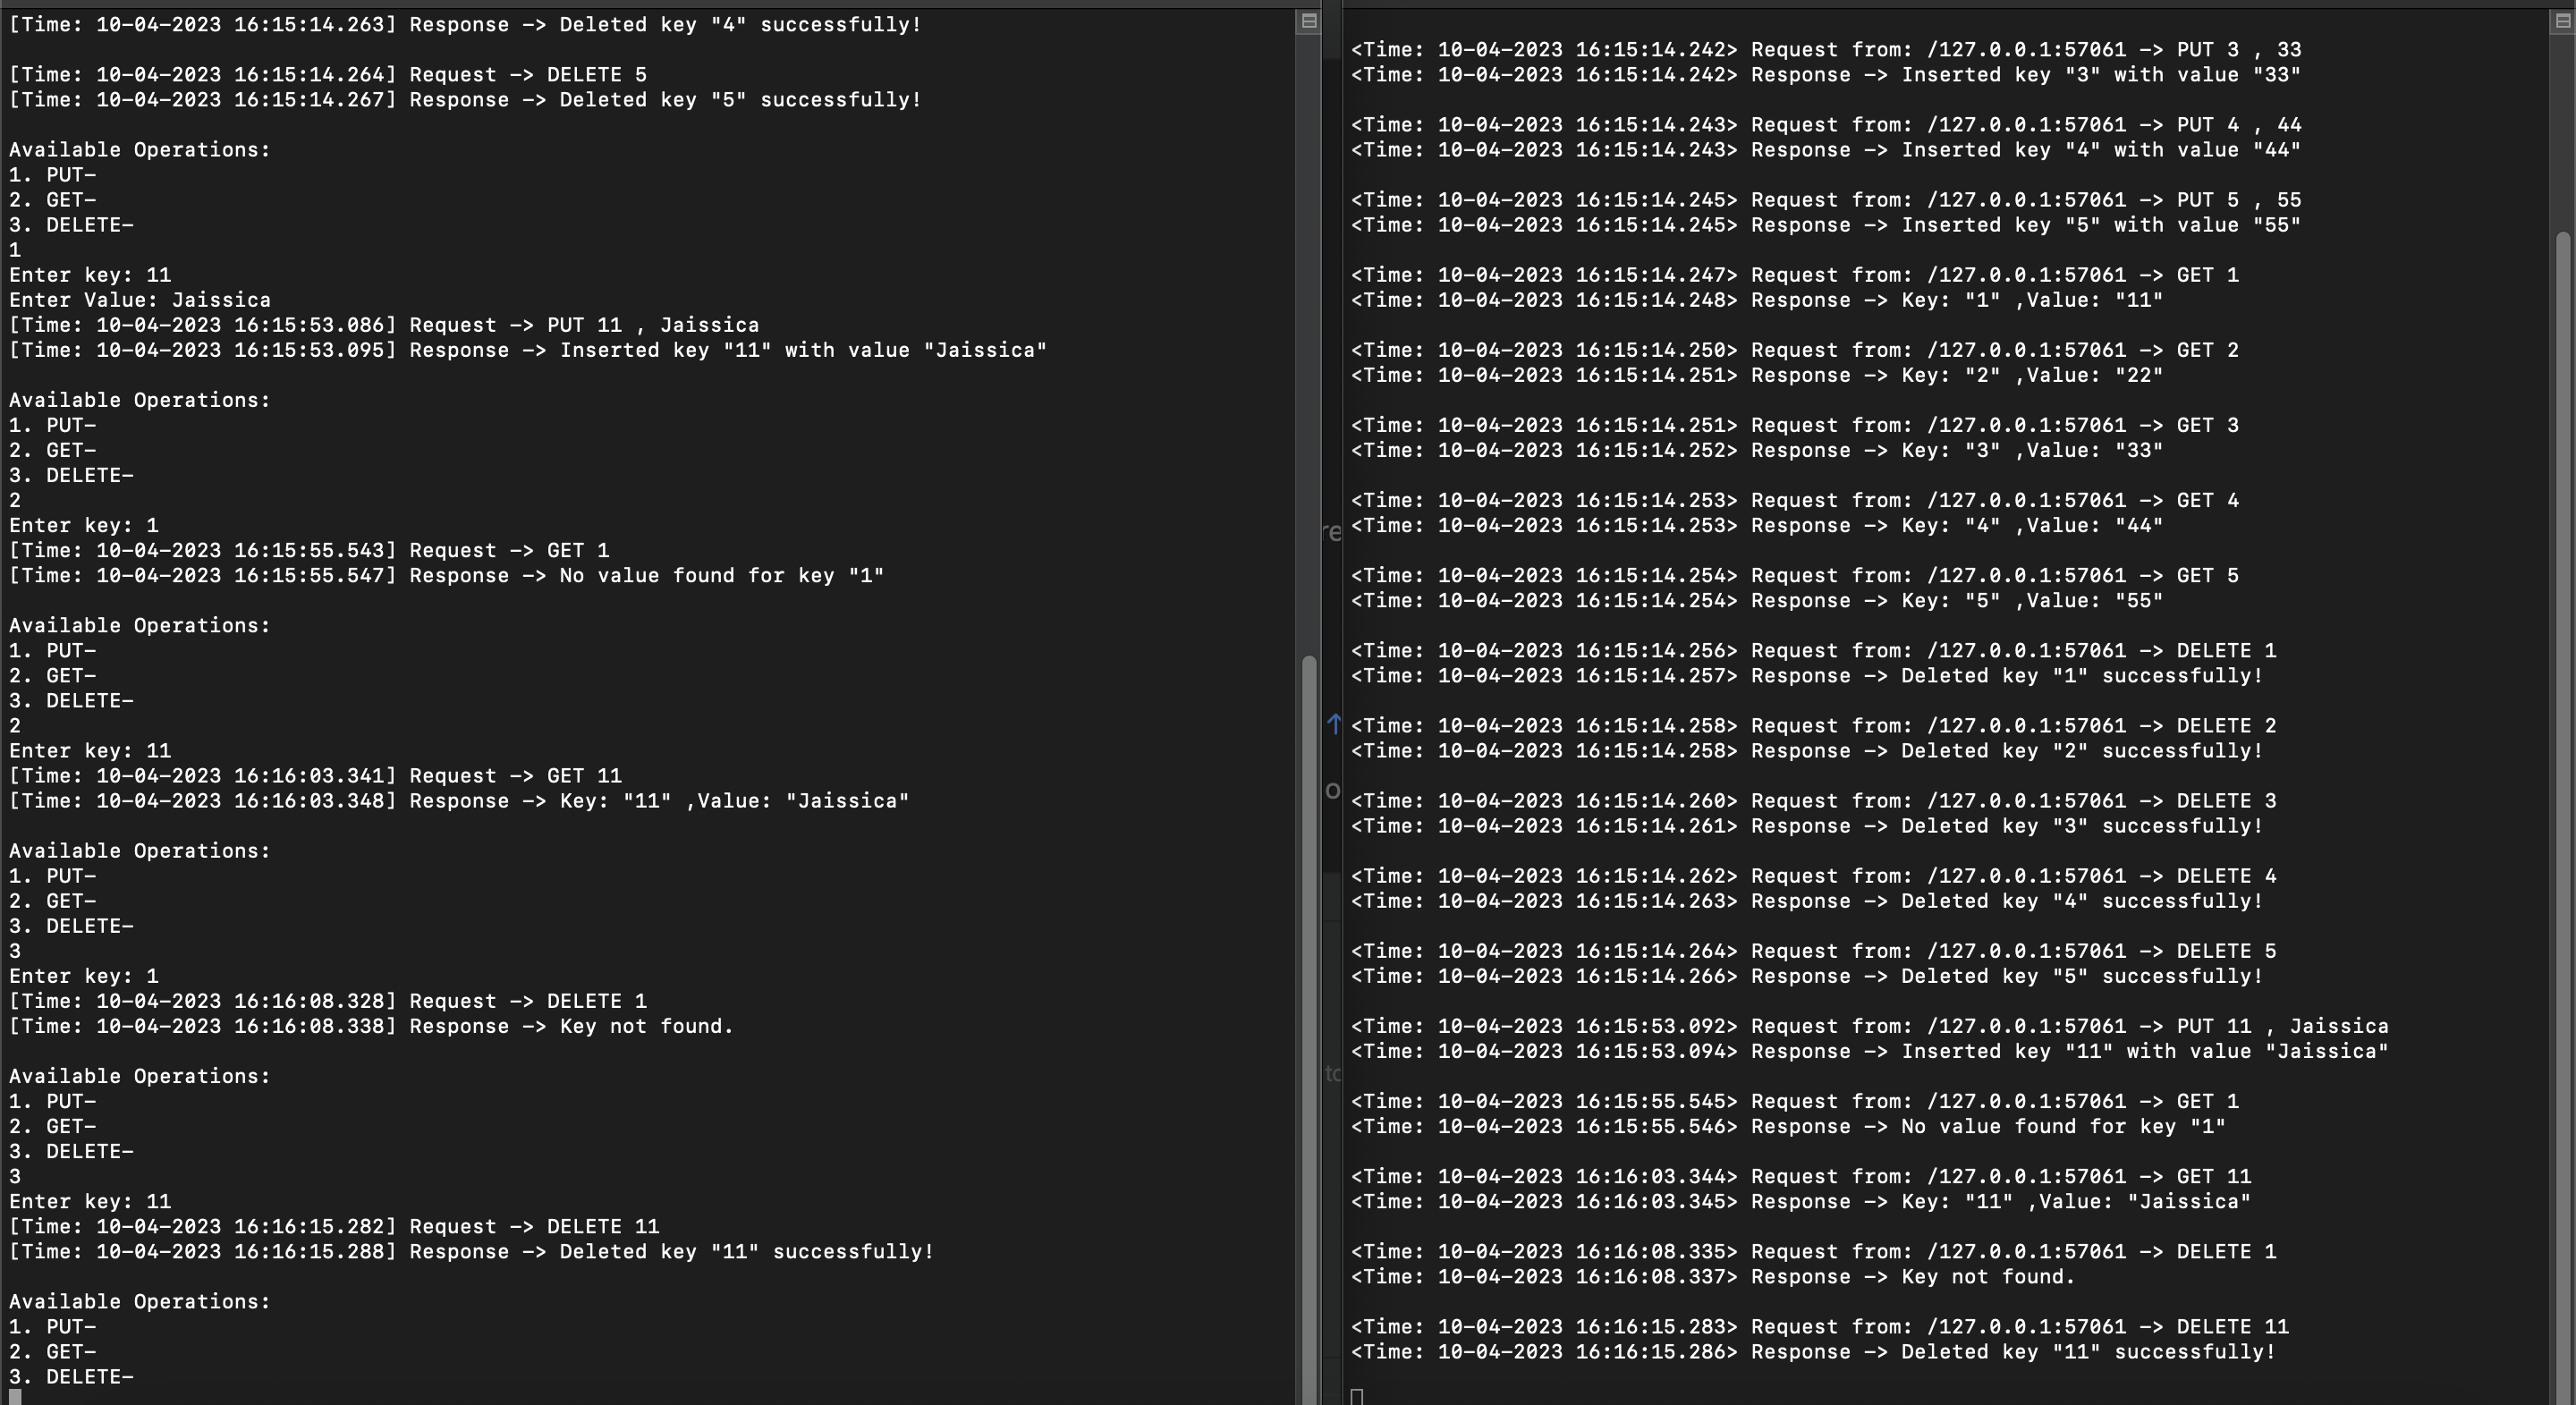 [Time: 10-04-2023 16:15:14.263] Response -> Deleted key "4" successfully!
[Time: 10-04-2023 16:15:14.264] Request -> DELETE 5
[Time: 10-04-2023 16:15:14.267] Response -> Deleted key "5" successfully!
Available Operations:
1. PUT-
2. GET-
3. DELETE-
1
Enter key: 11
Enter Value: Jaissica
[Time: 10-04-2023 16:15:53.086] Request -> PUT 11 , Jaissica
[Time: 10-04-2023 16:15:53.095] Response -> Inserted key "11" with value "Jaissica"
Available Operations:
1. PUT-
2. GET-
3. DELETE-
2
Enter key: 1
[Time: 10-04-2023 16:15:55.543] Request -> GET 1
[Time: 10-04-2023 16:15:55.547] Response -> No value found for key "1"
Available Operations:
1. PUT-
2. GET-
3. DELETE-
2
Enter key: 11
[Time: 10-04-2023 16:16:03.341] Request -> GET 11
[Time: 10-04-2023 16:16:03.348] Response -> Key: "11" ,Value: "Jaissica"
Available Operations:
1. PUT-
2. GET-
3. DELETE-
3
Enter key: 1
[Time: 10-04-2023 16:16:08.328] Request -> DELETE 1
[Time: 10-04-2023 16:16:08.338] Response -> Key not found.
Available Operations:
1. PUT-
2. GET-
3. DELETE-
3
Enter key: 11
[Time: 10-04-2023 16:16:15.282] Request -> DELETE 11
[Time: 10-04-2023 16:16:15.288] Response -> Deleted key "11" successfully!
Available Operations:
1. PUT-
2. GET-
3. DELETE-
<Time: 10-04-2023 16:15:14.242> Request from: /127.0.0.1:57061 -> PUT 3 , 33
<Time: 10-04-2023 16:15:14.242> Response -> Inserted key "3" with value "33"
<Time: 10-04-2023 16:15:14.243> Request from: /127.0.0.1:57061 -> PUT 4 , 44
<Time: 10-04-2023 16:15:14.243> Response -> Inserted key "4" with value "44"
<Time: 10-04-2023 16:15:14.245> Request from: /127.0.0.1:57061 -> PUT 5 , 55
<Time: 10-04-2023 16:15:14.245> Response -> Inserted key "5" with value "55"
<Time: 10-04-2023 16:15:14.247> Request from: /127.0.0.1:57061 -> GET 1
<Time: 10-04-2023 16:15:14.248> Response -> Key: "1" ,Value: "11"
<Time: 10-04-2023 16:15:14.250> Request from: /127.0.0.1:57061 -> GET 2
<Time: 10-04-2023 16:15:14.251> Response -> Key: "2" ,Value: "22"
<Time: 10-04-2023 16:15:14.251> Request from: /127.0.0.1:57061 -> GET 3
<Time: 10-04-2023 16:15:14.252> Response -> Key: "3" ,Value: "33"
<Time: 10-04-2023 16:15:14.253> Request from: /127.0.0.1:57061 -> GET 4
<Time: 10-04-2023 16:15:14.253> Response -> Key: "4" ,Value: "44"
<Time: 10-04-2023 16:15:14.254> Request from: /127.0.0.1:57061 -> GET 5
<Time: 10-04-2023 16:15:14.254> Response -> Key: "5" ,Value: "55"
<Time: 10-04-2023 16:15:14.256> Request from: /127.0.0.1:57061 -> DELETE 1
<Time: 10-04-2023 16:15:14.257> Response -> Deleted key "1" successfully!
<Time: 10-04-2023 16:15:14.258> Request from: /127.0.0.1:57061 -> DELETE 2
<Time: 10-04-2023 16:15:14.258> Response -> Deleted key "2" successfully!
<Time: 10-04-2023 16:15:14.260> Request from: /127.0.0.1:57061 -> DELETE 3
<Time: 10-04-2023 16:15:14.261> Response -> Deleted key "3" successfully!
<Time: 10-04-2023 16:15:14.262> Request from: /127.0.0.1:57061 -> DELETE 4
<Time: 10-04-2023 16:15:14.263> Response -> Deleted key "4" successfully!
<Time: 10-04-2023 16:15:14.264> Request from: /127.0.0.1:57061 -> DELETE 5
<Time: 10-04-2023 16:15:14.266> Response -> Deleted key "5" successfully!
<Time: 10-04-2023 16:15:53.092> Request from: /127.0.0.1:57061 -> PUT 11 , Jaissica
<Time: 10-04-2023 16:15:53.094> Response -> Inserted key "11" with value "Jaissica"
<Time: 10-04-2023 16:15:55.545> Request from: /127.0.0.1:57061 -> GET 1
<Time: 10-04-2023 16:15:55.546> Response -> No value found for key "1"
<Time: 10-04-2023 16:16:03.344> Request from: /127.0.0.1:57061 -> GET 11
<Time: 10-04-2023 16:16:03.345> Response -> Key: "11" ,Value: "Jaissica"
<Time: 10-04-2023 16:16:08.335> Request from: /127.0.0.1:57061 -> DELETE 1
<Time: 10-04-2023 16:16:08.337> Response -> Key not found.
<Time: 10-04-2023 16:16:15.283> Request from: /127.0.0.1:57061 -> DELETE 11
<Time: 10-04-2023 16:16:15.286> Response -> Deleted key "11" successfully!